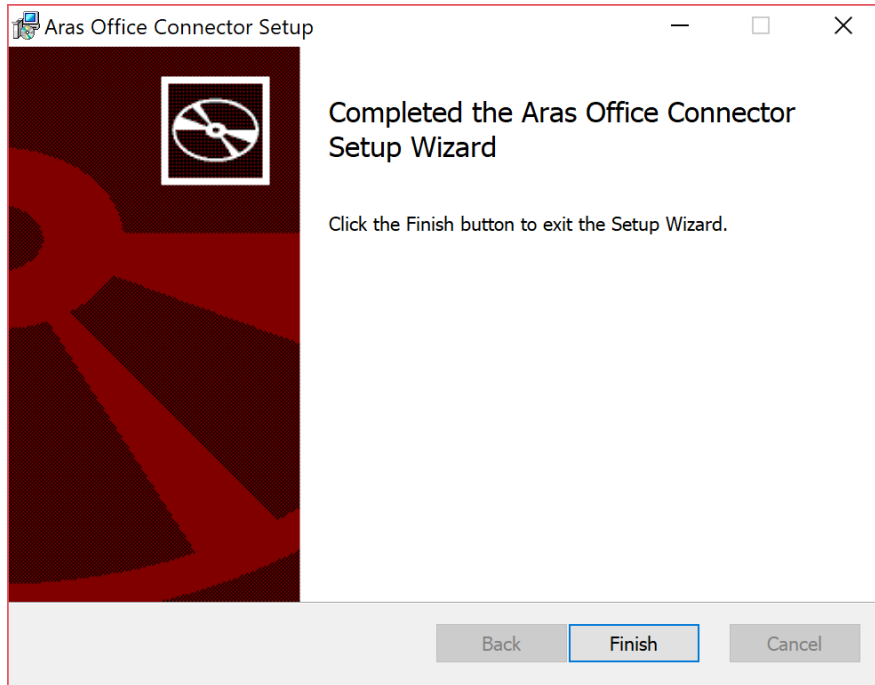 Aras Office Connector Setup
Completed the Aras Office Connector
Setup Wizard
Click the Finish button to exit the Setup Wizard.
Back
Finish
Cancel